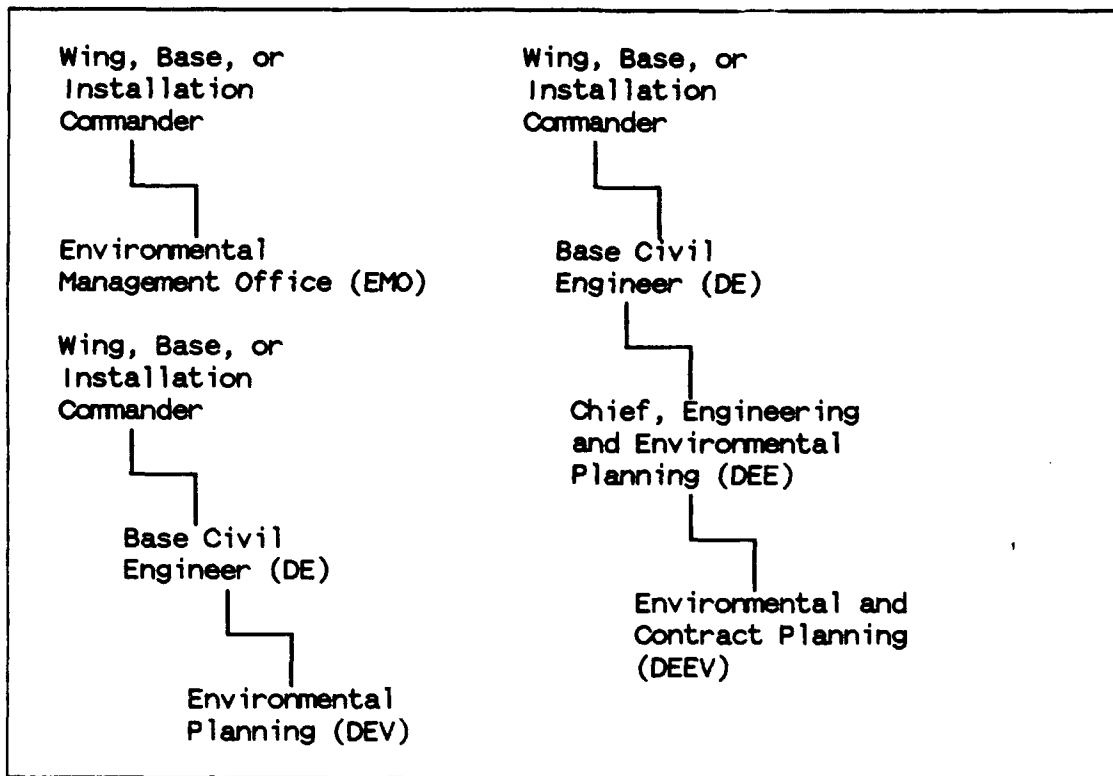 Wing, Base, or
Installation
Commander
Environmental
Management Office (EMO)
Wing, Base, or
Installation
Commander
Base Civil
Engineer (DE)
Environmental
Planning (DEV)
Wing, Base, or
Installation
Commander
Base Civil
Engineer (DE)
Chief, Engineering
and Environmental
Planning (DEE)
Environmental and
Contract Planning
(DEEV)